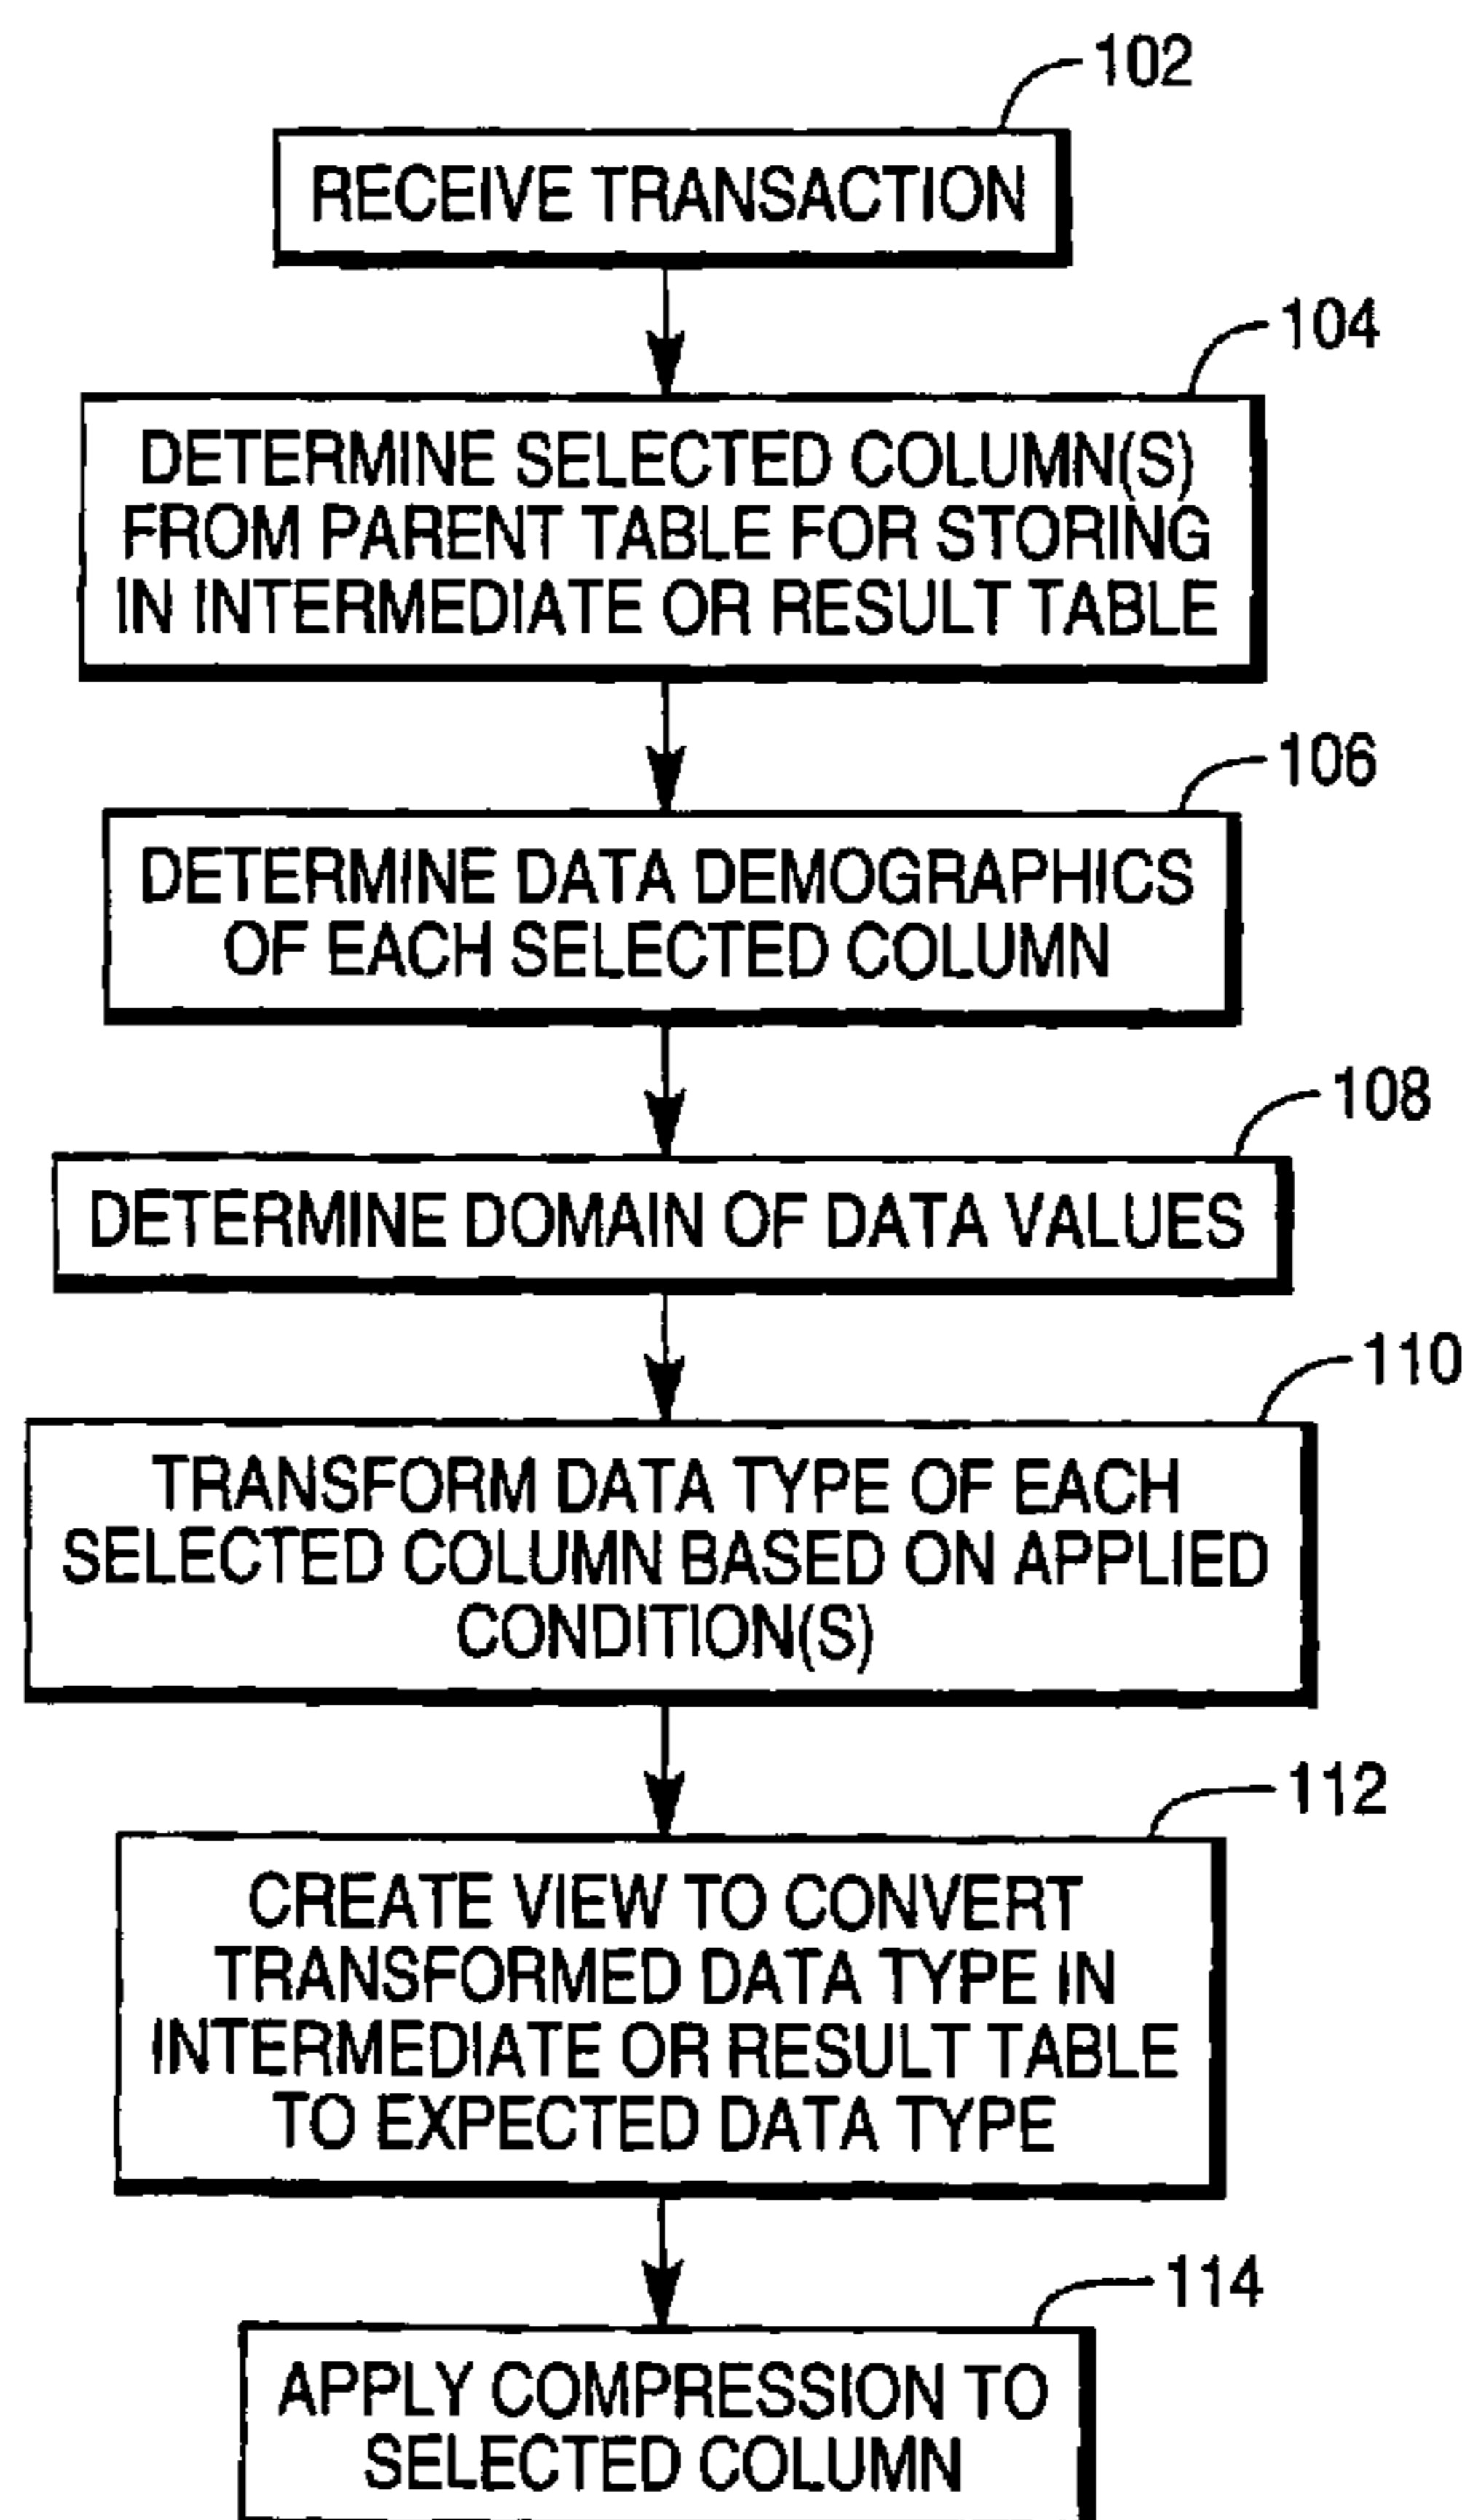 102
RECEIVE TRANSACTION
104
DETERMINE SELECTED COLUMN(S)
FROM PARENT TABLE FOR STORING
IN INTERMEDIATE OR RESULT TABLE
106
DETERMINE DATA DEMOGRAPHICS
OF EACH SELECTED COLUMN
108
DETERMINE DOMAIN OF DATA VALUES
110
TRANSFORM DATA TYPE OF EACH
SELECTED COLUMN BASED ON APPLIED
CONDITION(S)
112
CREATE VIEW TO CONVERT
TRANSFORMED DATA TYPE IN
INTERMEDIATE OR RESULT TABLE
TO EXPECTED DATA TYPE
114
APPLY COMPRESSION TO
SELECTED COLUMN